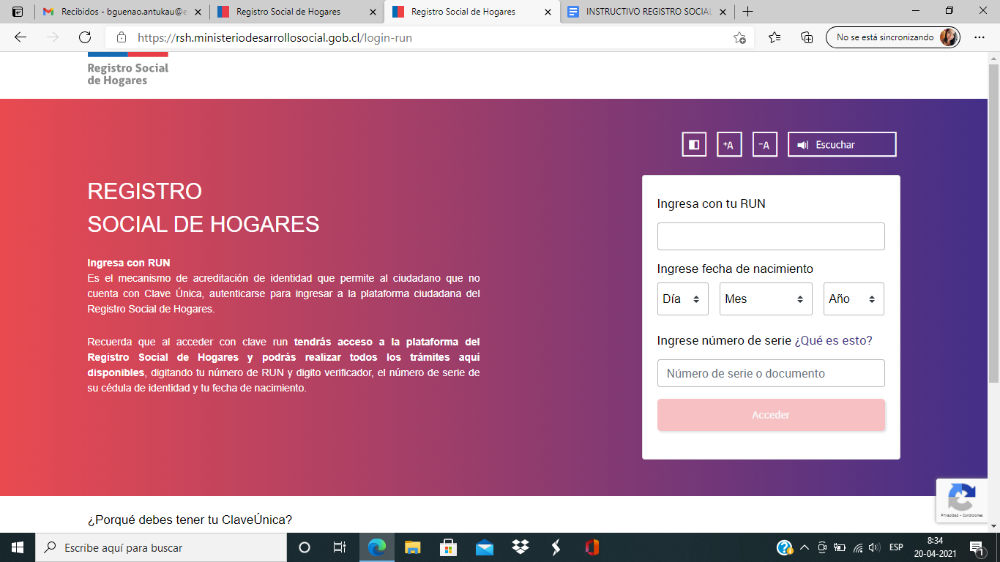 Recibidos - bguenao.antukau@e
Registro Social de Hogares
Registro Social de Hogares
INSTRUCTIVO REGISTRO SOCIAL
https://rsh.ministeriodesarrollosocial.gob.cl/login-run
No se está sincronizando
Registro Social
de Hogares
+A
-A
Escuchar
REGISTRO
SOCIAL DE HOGARES
Ingresa con RUN
Es el mecanismo de acreditación de identidad que permite al ciudadano que no
cuenta con Clave Única, autenticarse para ingresar a la plataforma ciudadana del
Registro Social de Hogares.
Recuerda que al acceder con clave run tendrás acceso a la plataforma del
Registro Social de Hogares y podrás realizar todos los trámites aquí
disponibles, digitando tu número de RUN y digito verificador, el número de serie de
su cédula de identidad y tu fecha de nacimiento.
Ingresa con tu RUN
Ingrese fecha de nacimiento
Día
Mes
Año
Ingrese número de serie ¿Qué es esto?
Número de serie o documento
Acceder
Privacidad - Condiciones
¿Porqué debes tener tu ClaveÚnica?
Escribe aquí para buscar
ESP
8:34
20-04-2021
1